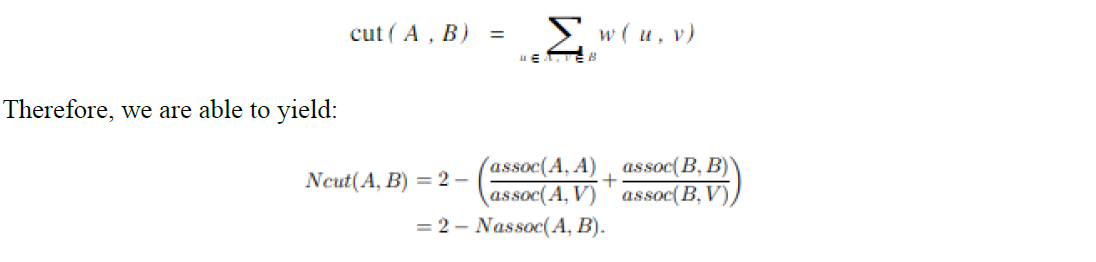 cut ( A , B ) = ∑ w ( u , v )
u ∈ A , v ∈ B
Therefore, we are able to yield:
Ncut(A, B) = 2 − ( assoc(A, A) / assoc(A, V) + assoc(B, B) / assoc(B, V) )
= 2 − Nassoc(A, B).